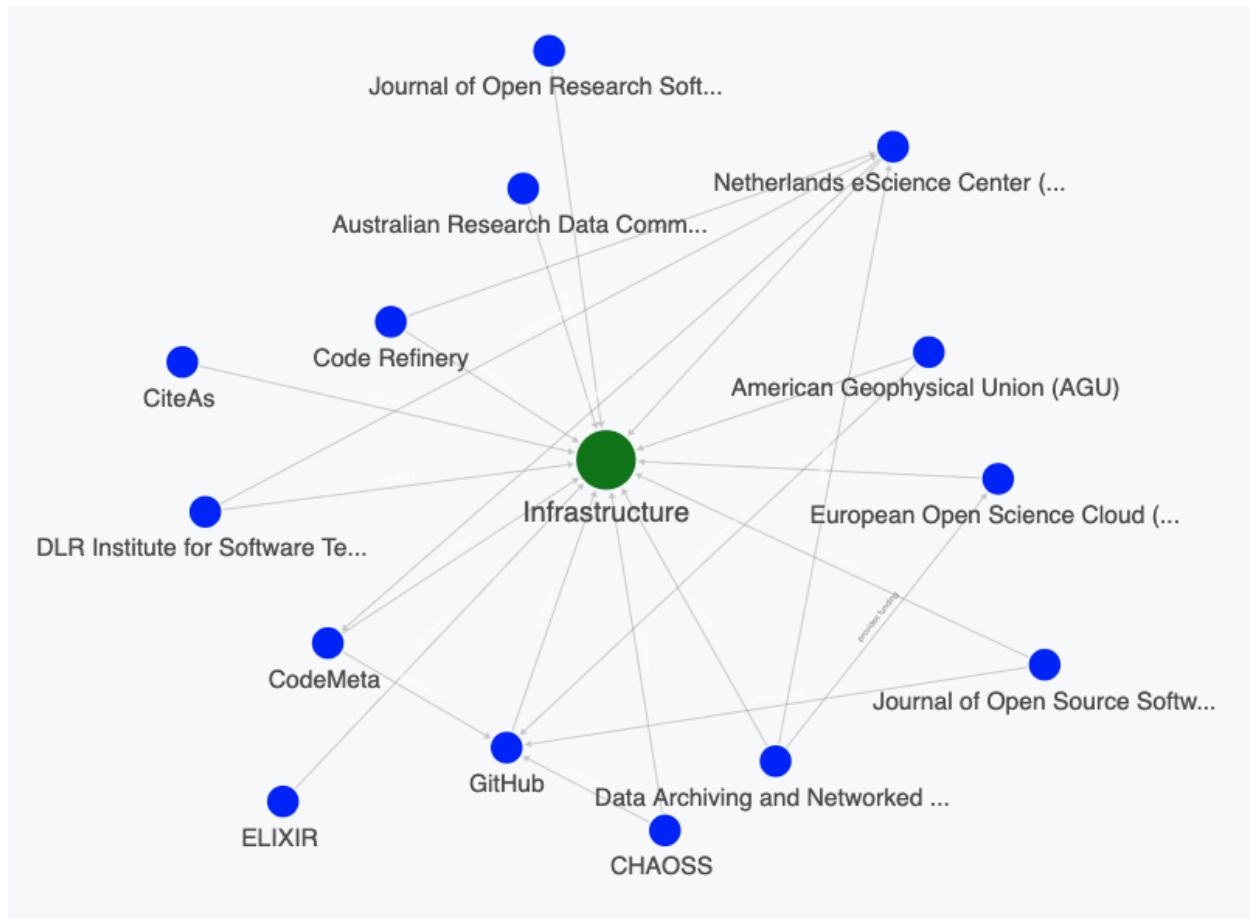 Journal of Open Research Soft...
Netherlands eScience Center (...
Australian Research Data Comm...
Code Refinery
American Geophysical Union (AGU)
CiteAs
Infrastructure
European Open Science Cloud (...
DLR Institute for Software Te...
provides funding
CodeMeta
Journal of Open Source Softw...
GitHub
Data Archiving and Networked ...
ELIXIR
CHAOSS